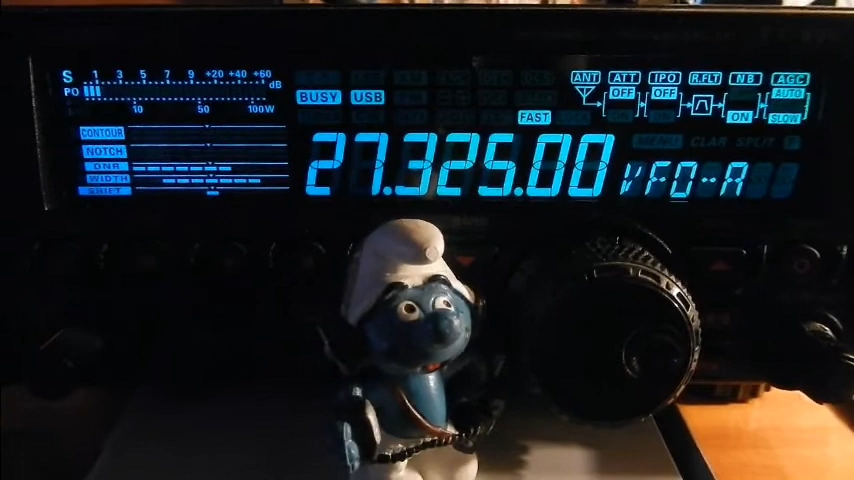 S 1 3 5 7 9 +20 +40 +60 dB
PO 10 50 100W
BUSY USB
FAST
ANT ATT IPO R.FLT NB AGC
OFF OFF AUTO
ON SLOW
CONTOUR
NOTCH
DNR
WIDTH
SHIFT
MENU CLAR SPLIT
27.325.00 VFO-A